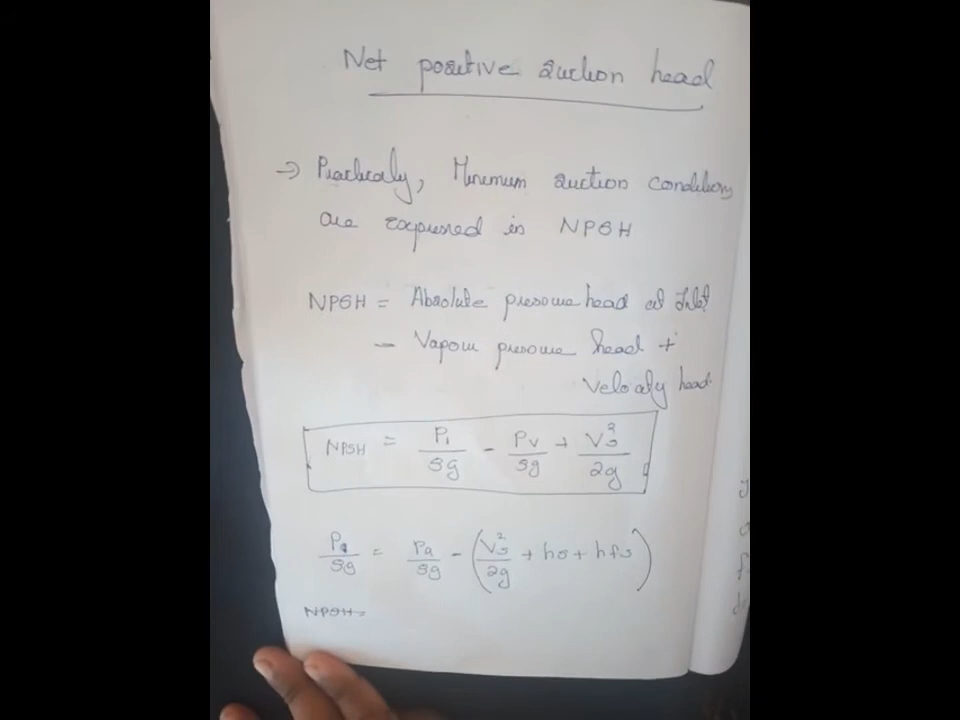 Net positive suction head
→ Practically, Minimum suction conditions
are expressed in NPSH
NPSH = Absolute pressure head at Inlet
- Vapour pressure head +
Velocity head.
NPSH = P₁/ρg - Pv/ρg + Vs²/2g
P₁/ρg = Pa/ρg - (Vs²/2g + hs + hfs)
NPSH =